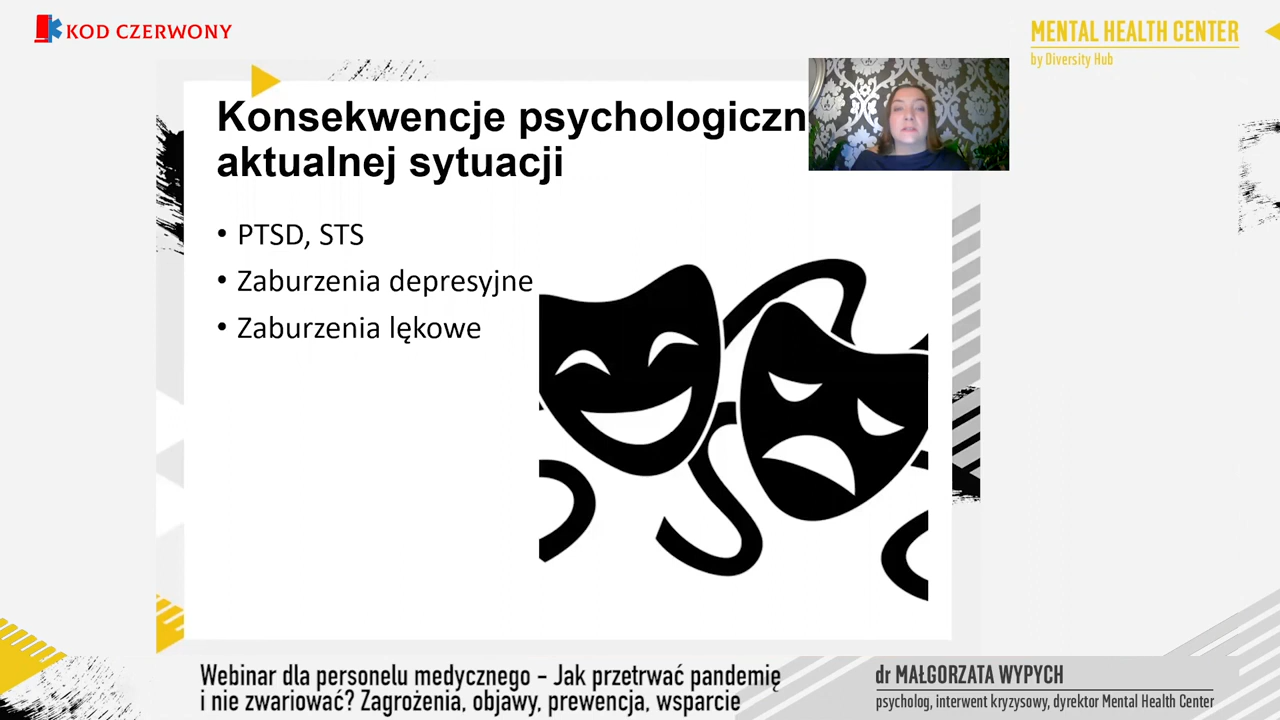 KOD CZERWONY
MENTAL HEALTH CENTER
by Diversity Hub
Konsekwencje psychologiczn
aktualnej sytuacji
• PTSD, STS
• Zaburzenia depresyjne
• Zaburzenia lękowe
Webinar dla personelu medycznego – Jak przetrwać pandemię
i nie zwariować? Zagrożenia, objawy, prewencja, wsparcie
dr MAŁGORZATA WYPYCH
psycholog, interwent kryzysowy, dyrektor Mental Health Center